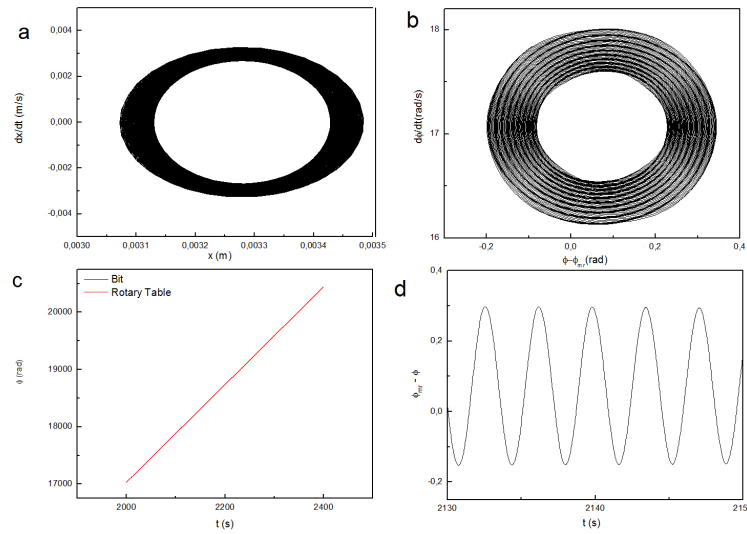 a
0,004
0,002
0,000
-0,002
-0,004
dx/dt (m/s)
0,0030
0,0031
0,0032
0,0033
0,0034
0,0035
x (m)
b
18
17
16
dϕ/dt(rad/s)
-0,2
0,0
0,2
0,4
ϕ-ϕmr(rad)
c
Bit
Rotary Table
20000
19000
18000
17000
ϕ (rad)
2000
2200
2400
t (s)
d
0,4
0,2
0,0
-0,2
ϕmr - ϕ
2130
2140
215
t (s)